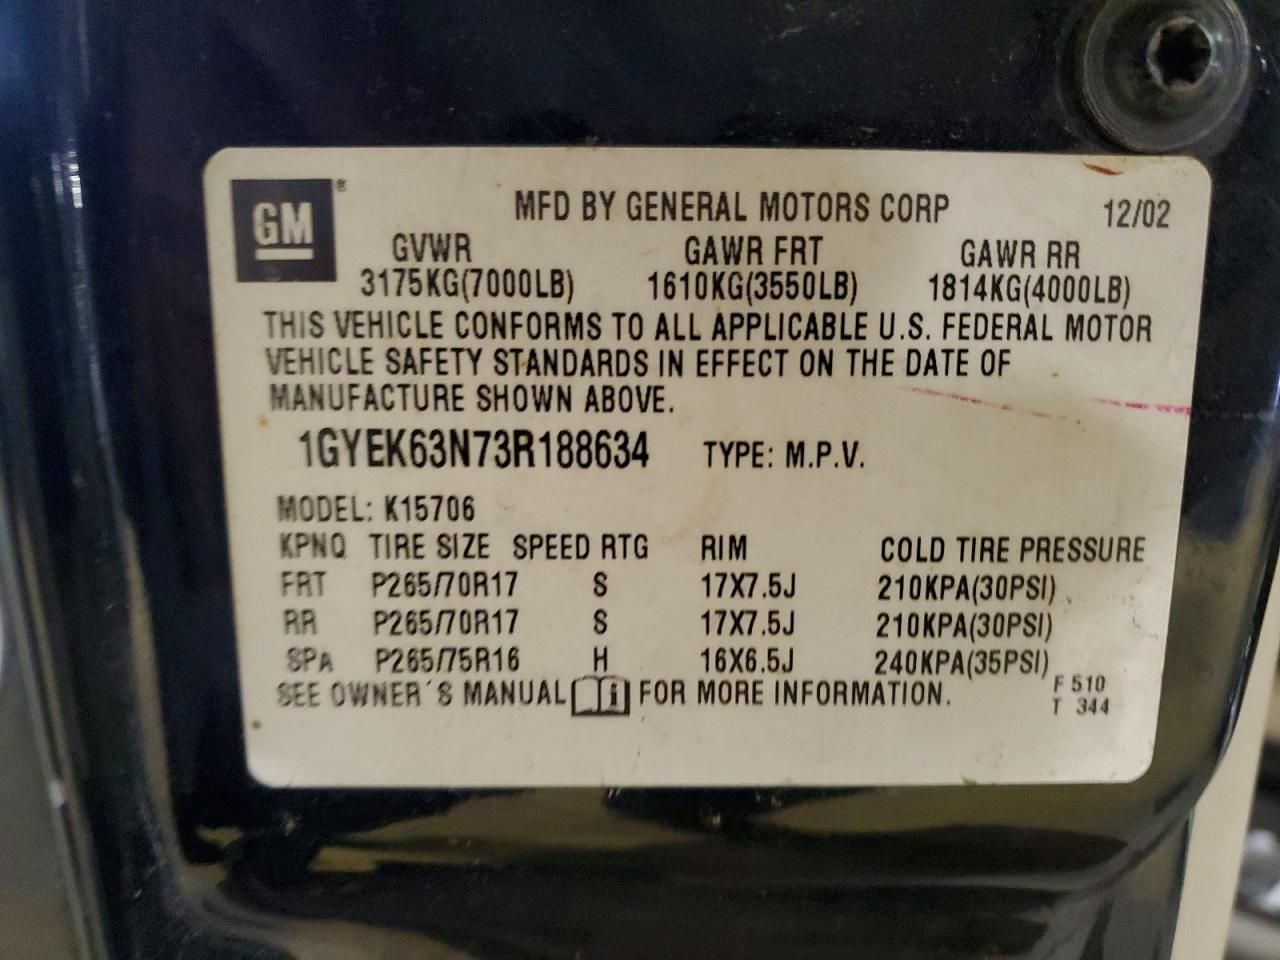 GM ® MFD BY GENERAL MOTORS CORP 12/02
GVWR GAWR FRT GAWR RR
3175KG(7000LB) 1610KG(3550LB) 1814KG(4000LB)
THIS VEHICLE CONFORMS TO ALL APPLICABLE U.S. FEDERAL MOTOR
VEHICLE SAFETY STANDARDS IN EFFECT ON THE DATE OF
MANUFACTURE SHOWN ABOVE.
1GYEK63N73R188634 TYPE: M.P.V.
MODEL: K15706
KPNQ TIRE SIZE SPEED RTG RIM COLD TIRE PRESSURE
FRT P265/70R17 S 17X7.5J 210KPA(30PSI)
RR P265/70R17 S 17X7.5J 210KPA(30PSI)
SPA P265/75R16 H 16X6.5J 240KPA(35PSI)
SEE OWNER´S MANUAL i FOR MORE INFORMATION. F 510
T 344